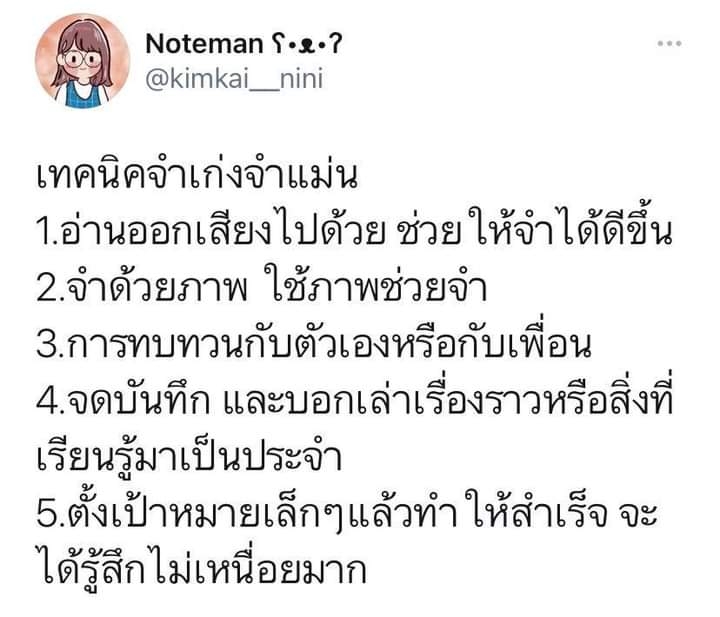 Noteman ʕ•ᴥ•ʔ
@kimkai__nini
เทคนิคจำเก่งจำแม่น
1.อ่านออกเสียงไปด้วย ช่วย ให้จำได้ดีขึ้น
2.จำด้วยภาพ ใช้ภาพช่วยจำ
3.การทบทวนกับตัวเองหรือกับเพื่อน
4.จดบันทึก และบอกเล่าเรื่องราวหรือสิ่งที่
เรียนรู้มาเป็นประจำ
5.ตั้งเป้าหมายเล็กๆแล้วทำ ให้สำเร็จ จะ
ได้รู้สึกไม่เหนื่อยมาก